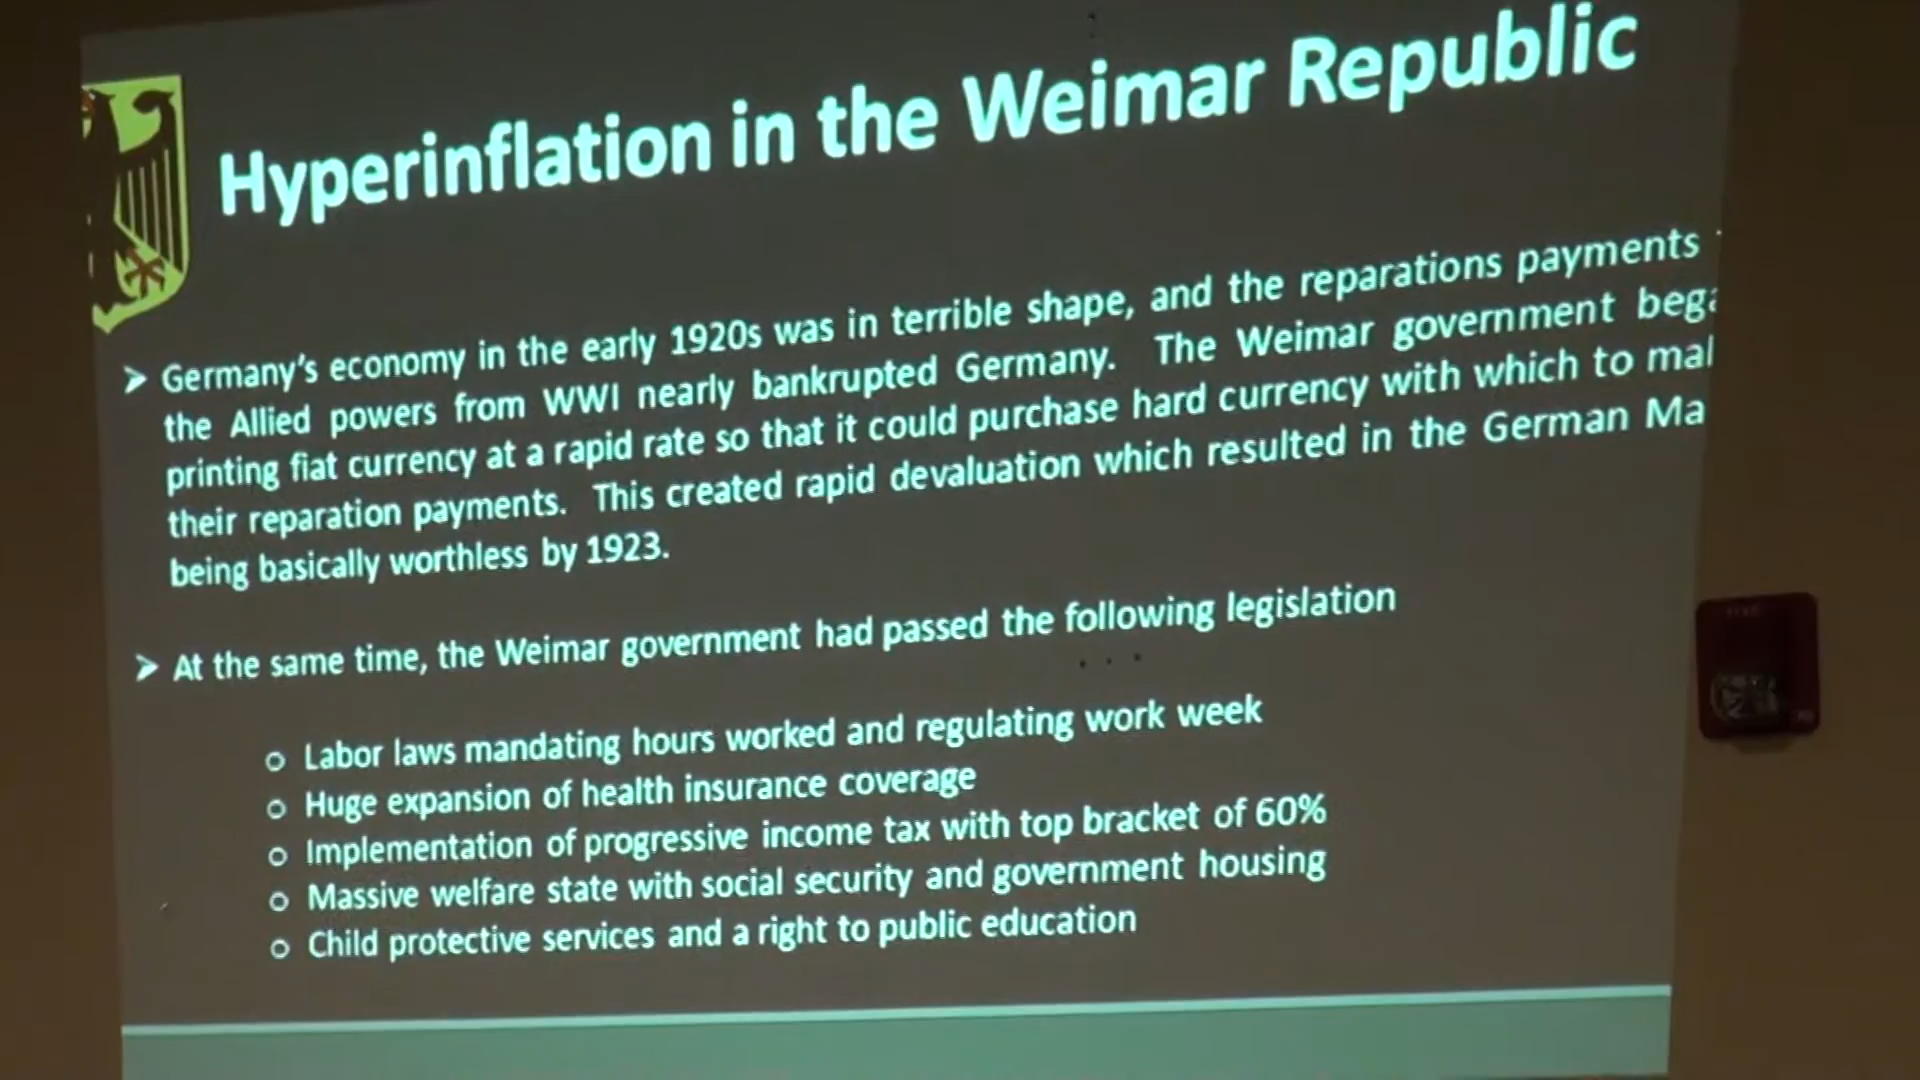 Hyperinflation in the Weimar Republic
➢ Germany's economy in the early 1920s was in terrible shape, and the reparations payments
the Allied powers from WWI nearly bankrupted Germany. The Weimar government
printing fiat currency at a rapid rate so that it could purchase hard currency with which to
their reparation payments. This created rapid devaluation which resulted in the German
being basically worthless by 1923.
➢ At the same time, the Weimar government had passed the following legislation
o Labor laws mandating hours worked and regulating work week
o Huge expansion of health insurance coverage
o Implementation of progressive income tax with top bracket of 60%
o Massive welfare state with social security and government housing
o Child protective services and a right to public education